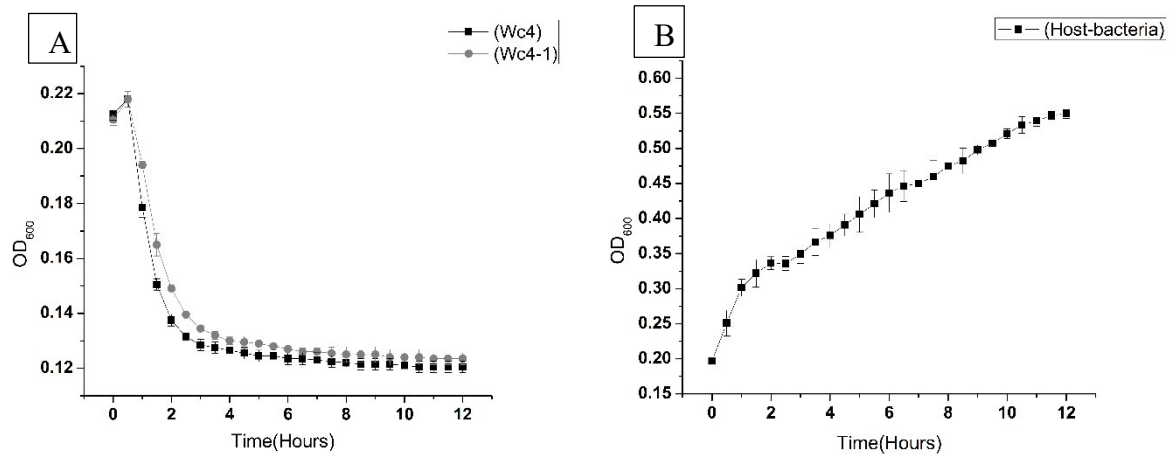 A
(Wc4)
(Wc4-1)
0.22
0.20
0.18
0.16
0.14
0.12
OD600
0 2 4 6 8 10 12
Time(Hours)
B
(Host-bacteria)
0.60
0.55
0.50
0.45
0.40
0.35
0.30
0.25
0.20
0.15
OD600
0 2 4 6 8 10 12
Time(Hours)